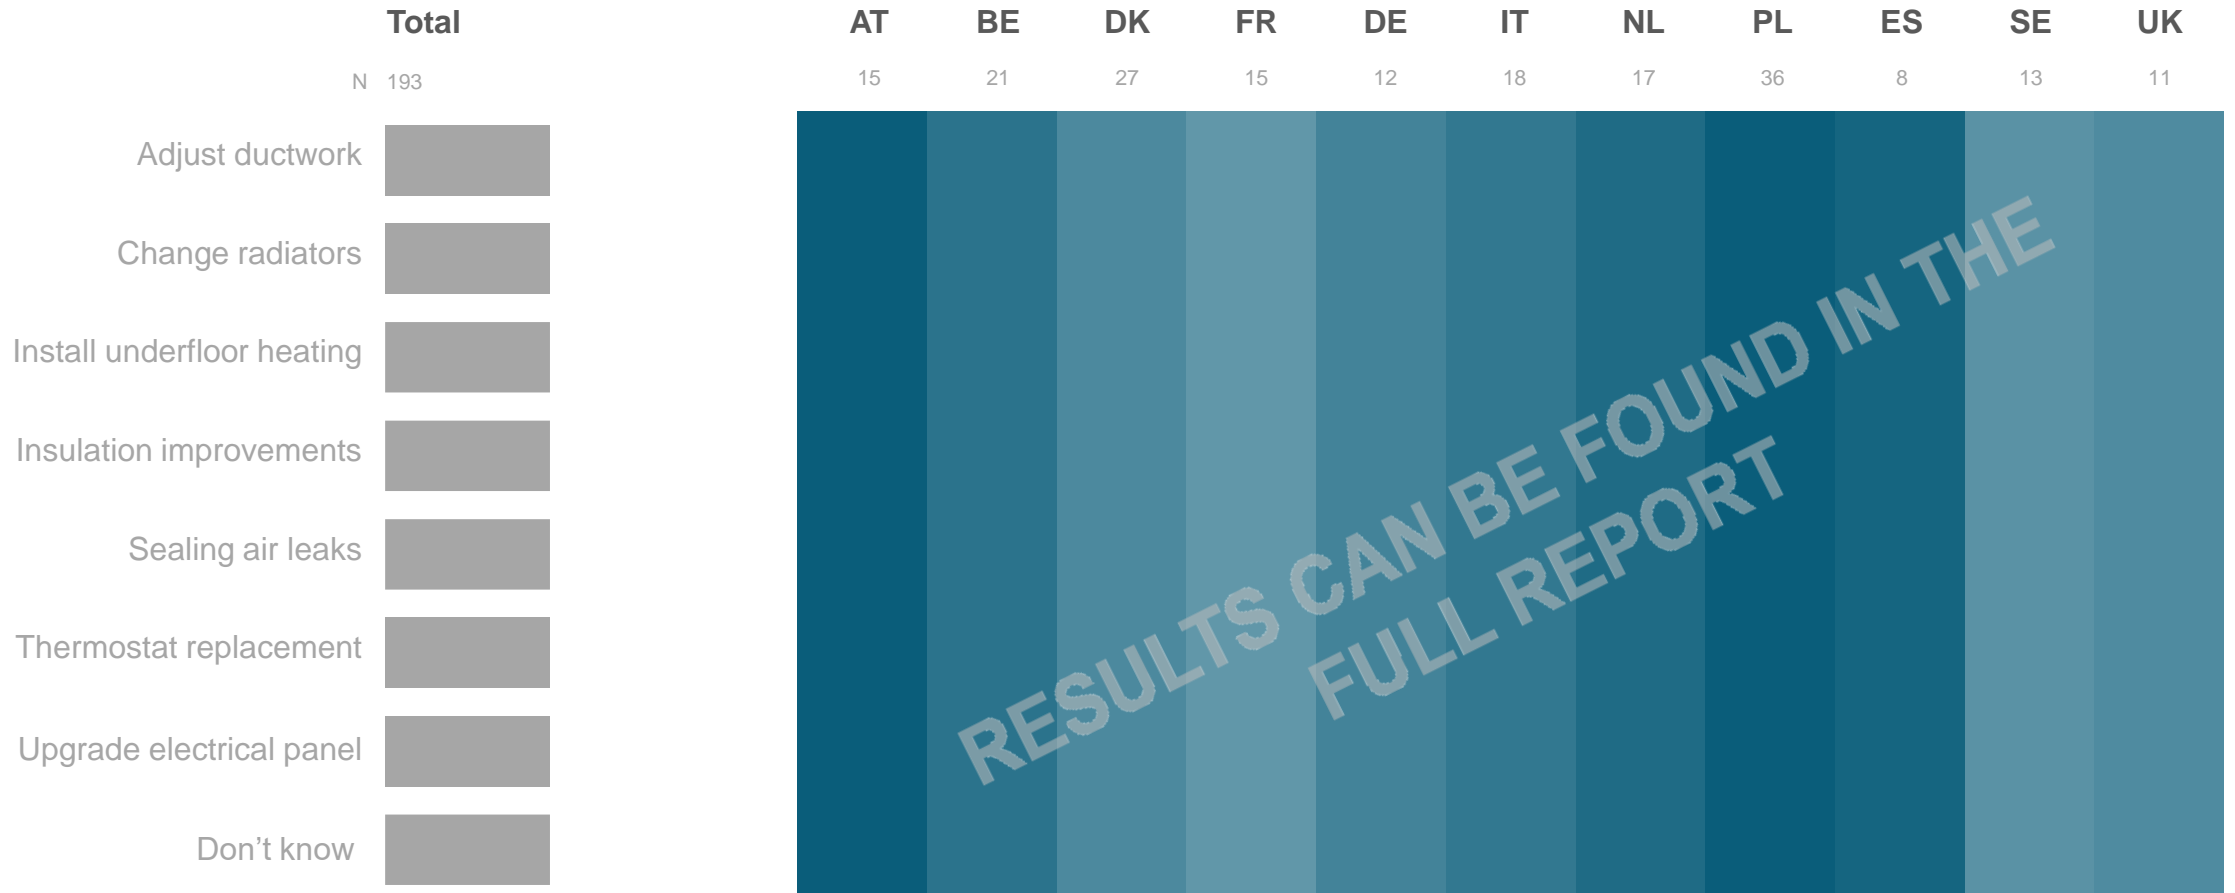 Total AT BE DK FR DE IT NL PL ES SE UK
N 193 15 21 27 15 12 18 17 36 8 13 11
Adjust ductwork
Change radiators
Install underfloor heating
Insulation improvements
Sealing air leaks
Thermostat replacement
Upgrade electrical panel
Don’t know
RESULTS CAN BE FOUND IN THE
FULL REPORT